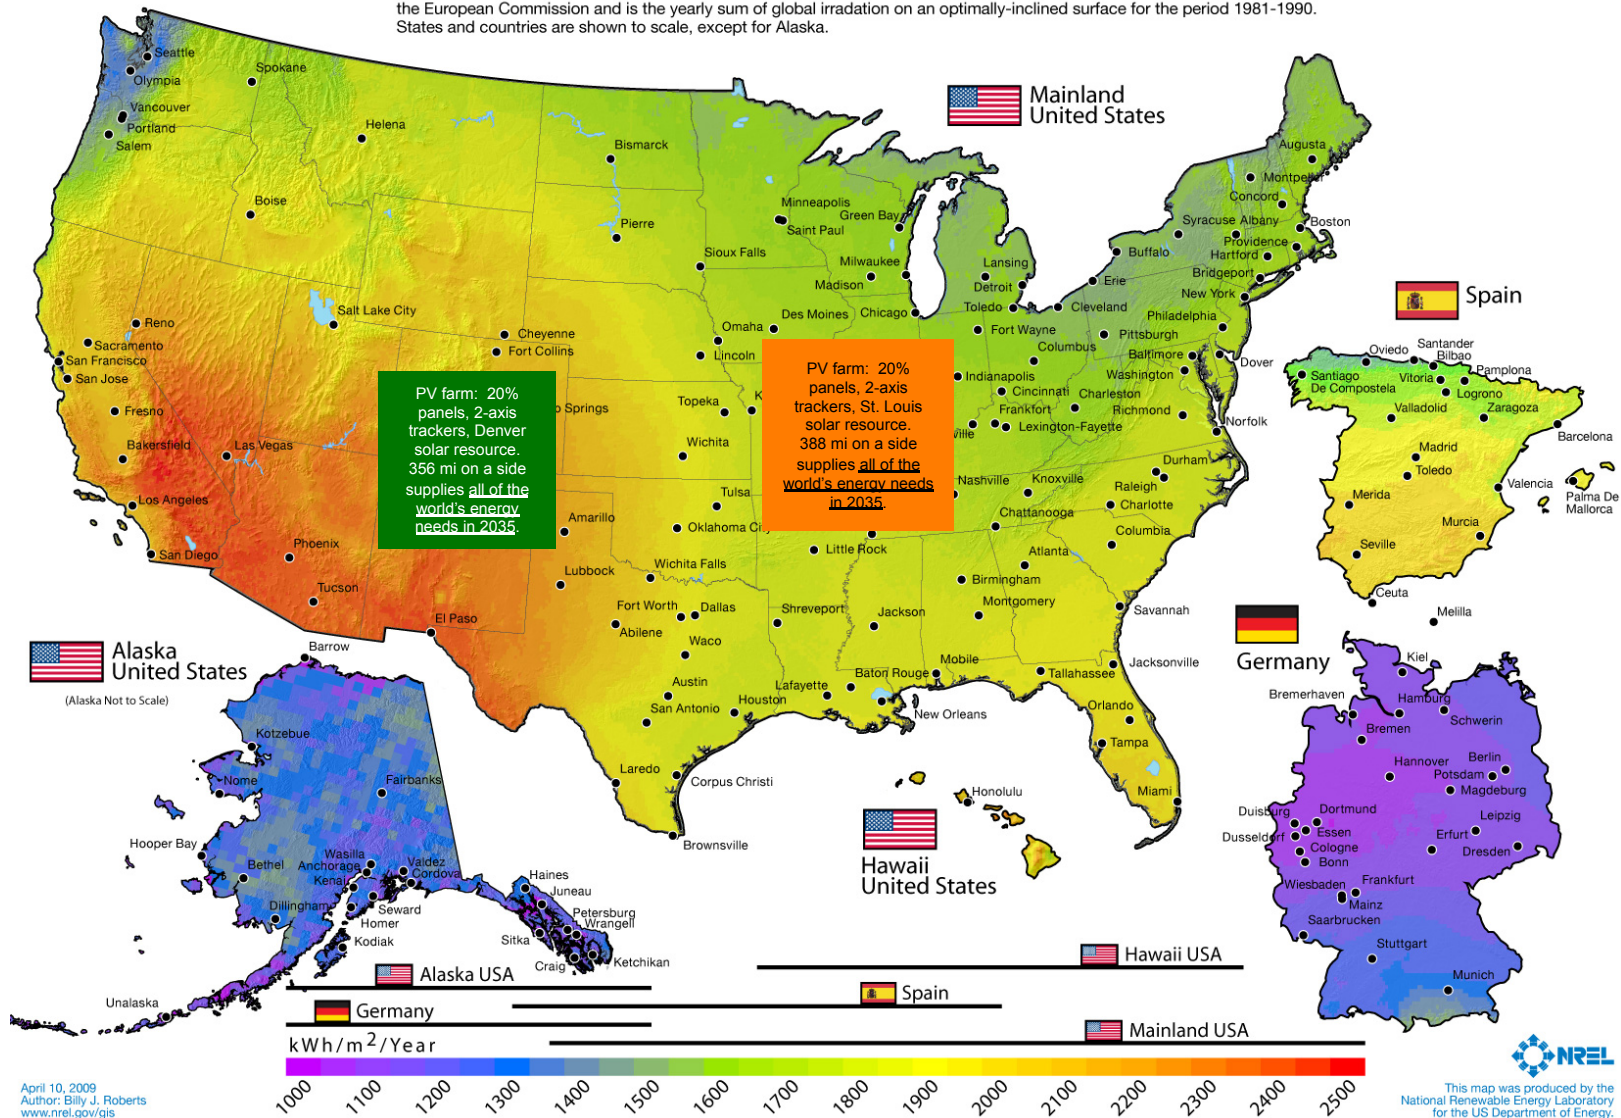 the European Commission and is the yearly sum of global irradation on an optimally-inclined surface for the period 1981-1990.
States and countries are shown to scale, except for Alaska.
Mainland
United States
Seattle
Olympia
Spokane
Vancouver
Portland
Salem
Helena
Bismarck
Boise
Pierre
Minneapolis
Saint Paul
Green Bay
Sioux Falls
Milwaukee
Madison
Lansing
Detroit
Augusta
Montpelier
Concord
Syracuse
Albany
Boston
Buffalo
Providence
Hartford
Erie
Bridgeport
New York
Reno
Salt Lake City
Cheyenne
Fort Collins
Omaha
Des Moines
Chicago
Toledo
Cleveland
Philadelphia
Sacramento
San Francisco
San Jose
Lincoln
Fort Wayne
Columbus
Pittsburgh
Baltimore
Washington
Dover
Fresno
Bakersfield
Las Vegas
o Springs
Topeka
K
Wichita
Indianapolis
Cincinnati
Charleston
Frankfort
Richmond
ville
Lexington-Fayette
Norfolk
PV farm: 20%
panels, 2-axis
trackers, Denver
solar resource.
356 mi on a side
supplies all of the
world's energy
needs in 2035.
PV farm: 20%
panels, 2-axis
trackers, St. Louis
solar resource.
388 mi on a side
supplies all of the
world's energy needs
in 2035.
Los Angeles
San Diego
Phoenix
Tucson
El Paso
Amarillo
Lubbock
Tulsa
Oklahoma City
Wichita Falls
Little Rock
Nashville
Knoxville
Chattanooga
Durham
Raleigh
Charlotte
Columbia
Atlanta
Birmingham
Montgomery
Savannah
Fort Worth
Dallas
Abilene
Waco
Shreveport
Jackson
Austin
San Antonio
Houston
Lafayette
Baton Rouge
Mobile
New Orleans
Tallahassee
Jacksonville
Orlando
Tampa
Miami
Laredo
Corpus Christi
Brownsville
Spain
Oviedo
Santander
Bilbao
Santiago
De Compostela
Vitoria
Pamplona
Logrono
Valladolid
Zaragoza
Barcelona
Madrid
Toledo
Valencia
Palma De
Mallorca
Merida
Murcia
Seville
Ceuta
Melilla
Germany
Kiel
Bremerhaven
Hamburg
Schwerin
Bremen
Hannover
Berlin
Potsdam
Magdeburg
Duisburg
Dortmund
Leipzig
Dusseldorf
Essen
Erfurt
Cologne
Dresden
Bonn
Wiesbaden
Frankfurt
Mainz
Saarbrucken
Stuttgart
Munich
Alaska
United States
(Alaska Not to Scale)
Barrow
Kotzebue
Nome
Fairbanks
Hooper Bay
Bethel
Wasilla
Anchorage
Valdez
Kenai
Cordova
Dillingham
Seward
Homer
Kodiak
Haines
Juneau
Petersburg
Wrangell
Sitka
Craig
Ketchikan
Unalaska
Honolulu
Hawaii
United States
Hawaii USA
Alaska USA
Spain
Germany
Mainland USA
kWh/m²/Year
1000 1100 1200 1300 1400 1500 1600 1700 1800 1900 2000 2100 2200 2300 2400 2500
April 10, 2009
Author: Billy J. Roberts
www.nrel.gov/gis
NREL
This map was produced by the
National Renewable Energy Laboratory
for the US Department of Energy.